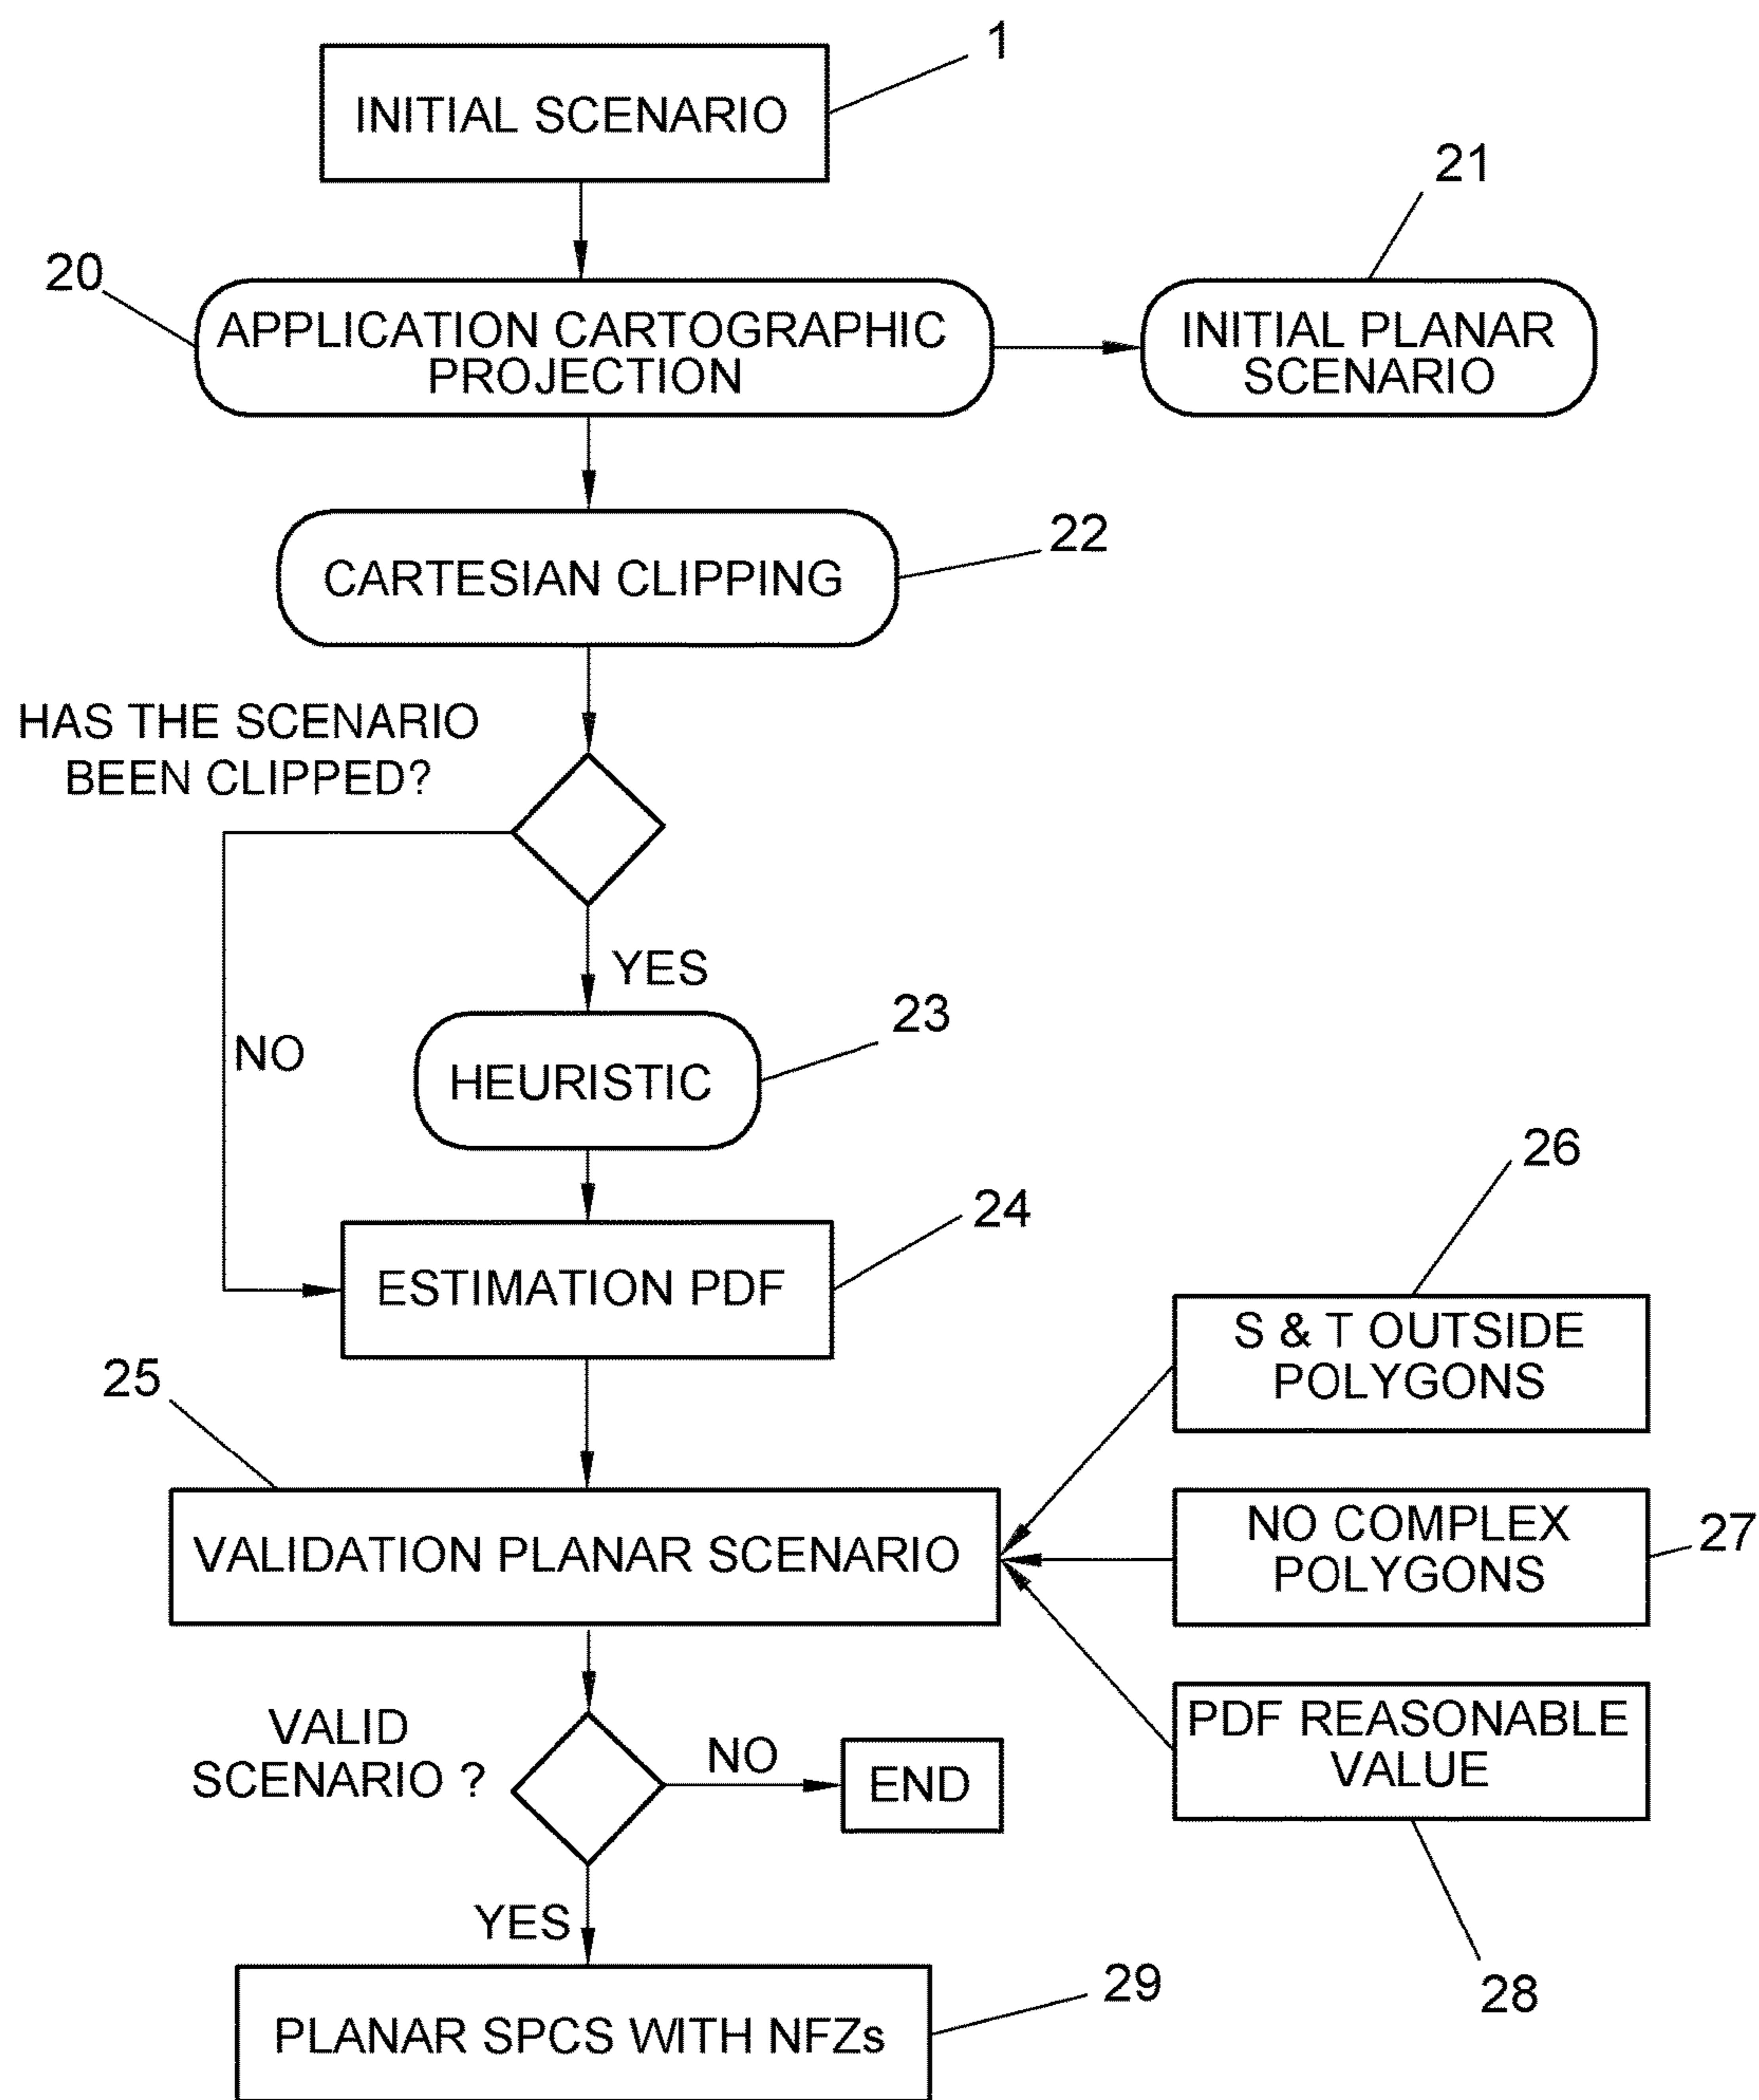 1
INITIAL SCENARIO
21
20
APPLICATION CARTOGRAPHIC
PROJECTION
INITIAL PLANAR
SCENARIO
22
CARTESIAN CLIPPING
HAS THE SCENARIO
BEEN CLIPPED?
YES
NO
23
HEURISTIC
24
ESTIMATION PDF
26
S & T OUTSIDE
POLYGONS
25
VALIDATION PLANAR SCENARIO
NO COMPLEX
POLYGONS
27
PDF REASONABLE
VALUE
28
VALID
SCENARIO ?
NO
END
YES
29
PLANAR SPCS WITH NFZs